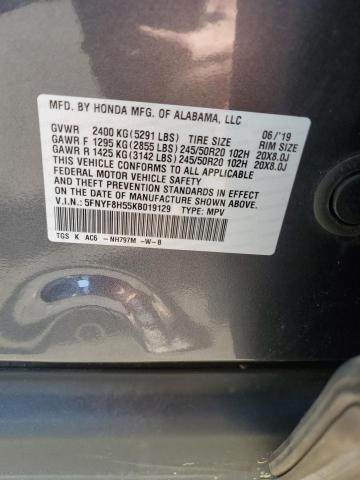 MFD. BY HONDA MFG. OF ALABAMA, LLC
GVWR 2400 KG(5291 LBS) TIRE SIZE 06/'19 RIM SIZE
GAWR F 1295 KG(2855 LBS)245/50R20 102H 20X8.0J
GAWR R 1425 KG(3142 LBS)245/50R20 102H 20X8.0J
THIS VEHICLE CONFORMS TO ALL APPLICABLE
FEDERAL MOTOR VEHICLE SAFETY STANDARDS IN
EFFECT ON THE DATE OF MANUFACTURE SHOWN ABOVE.
V.I.N.: 5FNYF8H55KB019129 TYPE: MPV
TGS K AC6 -NH797M -W-B